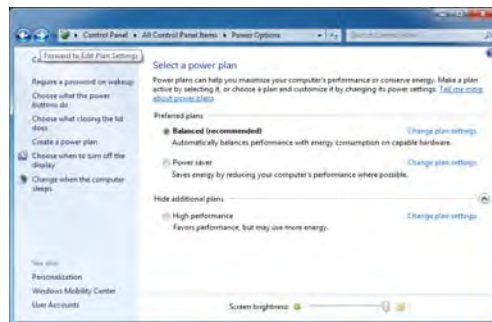 Control Panel ▸ All Control Panel Items ▸ Power Options
Forward to Edit Plan Settings
Require a password on wakeup
Choose what the power
buttons do
Choose what closing the lid
does
Create a power plan
Choose when to turn off the
display
Change when the computer
sleeps
See also
Personalization
Windows Mobility Center
User Accounts
Select a power plan
Power plans can help you maximize your computer's performance or conserve energy. Make a plan
active by selecting it, or choose a plan and customize it by changing its power settings. Tell me more
about power plans
Preferred plans
Balanced (recommended) Change plan settings
Automatically balances performance with energy consumption on capable hardware.
Power saver Change plan settings
Saves energy by reducing your computer's performance where possible.
Hide additional plans
High performance Change plan settings
Favors performance, but may use more energy.
Screen brightness: